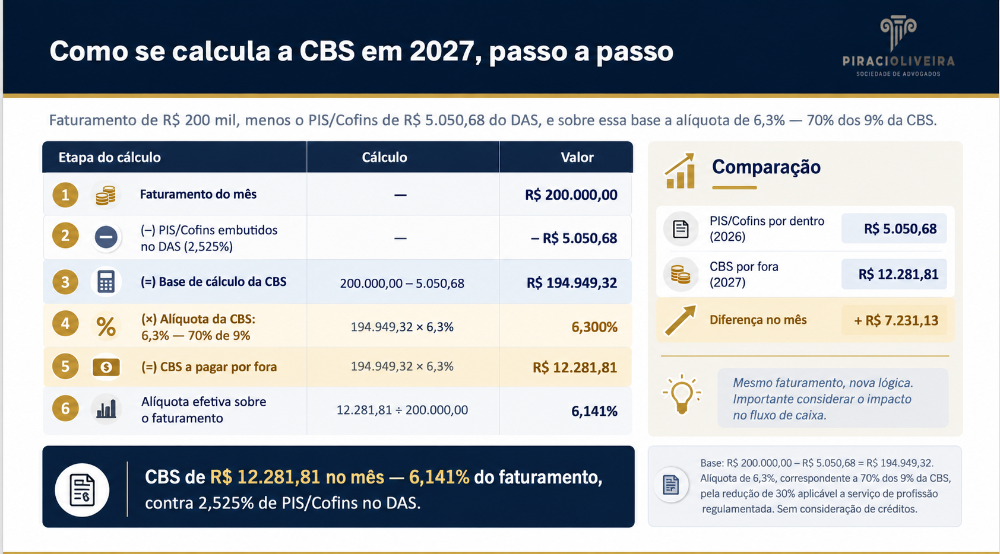 Como se calcula a CBS em 2027, passo a passo
PIRACIOLIVEIRA
SOCIEDADE DE ADVOGADOS
Faturamento de R$ 200 mil, menos o PIS/Cofins de R$ 5.050,68 do DAS, e sobre essa base a alíquota de 6,3% — 70% dos 9% da CBS.
Etapa do cálculo Cálculo Valor
1 Faturamento do mês — R$ 200.000,00
2 (–) PIS/Cofins embutidos
no DAS (2,525%) — – R$ 5.050,68
3 (=) Base de cálculo da CBS 200.000,00 – 5.050,68 R$ 194.949,32
4 % (×) Alíquota da CBS:
6,3% — 70% de 9% 194.949,32 × 6,3% 6,300%
5 $ (=) CBS a pagar por fora 194.949,32 × 6,3% R$ 12.281,81
6 Alíquota efetiva sobre
o faturamento 12.281,81 ÷ 200.000,00 6,141%
Comparação
PIS/Cofins por dentro
(2026) R$ 5.050,68
CBS por fora
(2027) R$ 12.281,81
Diferença no mês + R$ 7.231,13
Mesmo faturamento, nova lógica.
Importante considerar o impacto
no fluxo de caixa.
CBS de R$ 12.281,81 no mês — 6,141% do faturamento,
contra 2,525% de PIS/Cofins no DAS.
Base: R$ 200.000,00 – R$ 5.050,68 = R$ 194.949,32.
Alíquota de 6,3%, correspondente a 70% dos 9% da CBS,
pela redução de 30% aplicável a serviço de profissão
regulamentada. Sem consideração de créditos.